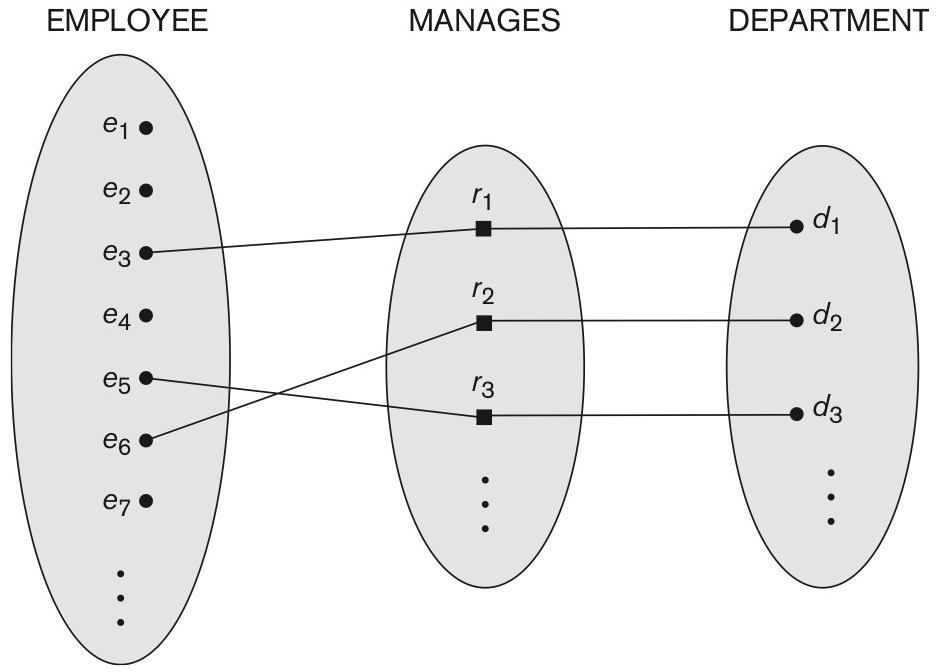 EMPLOYEE MANAGES DEPARTMENT
e1
e2
e3
e4
e5
e6
e7
r1
r2
r3
d1
d2
d3